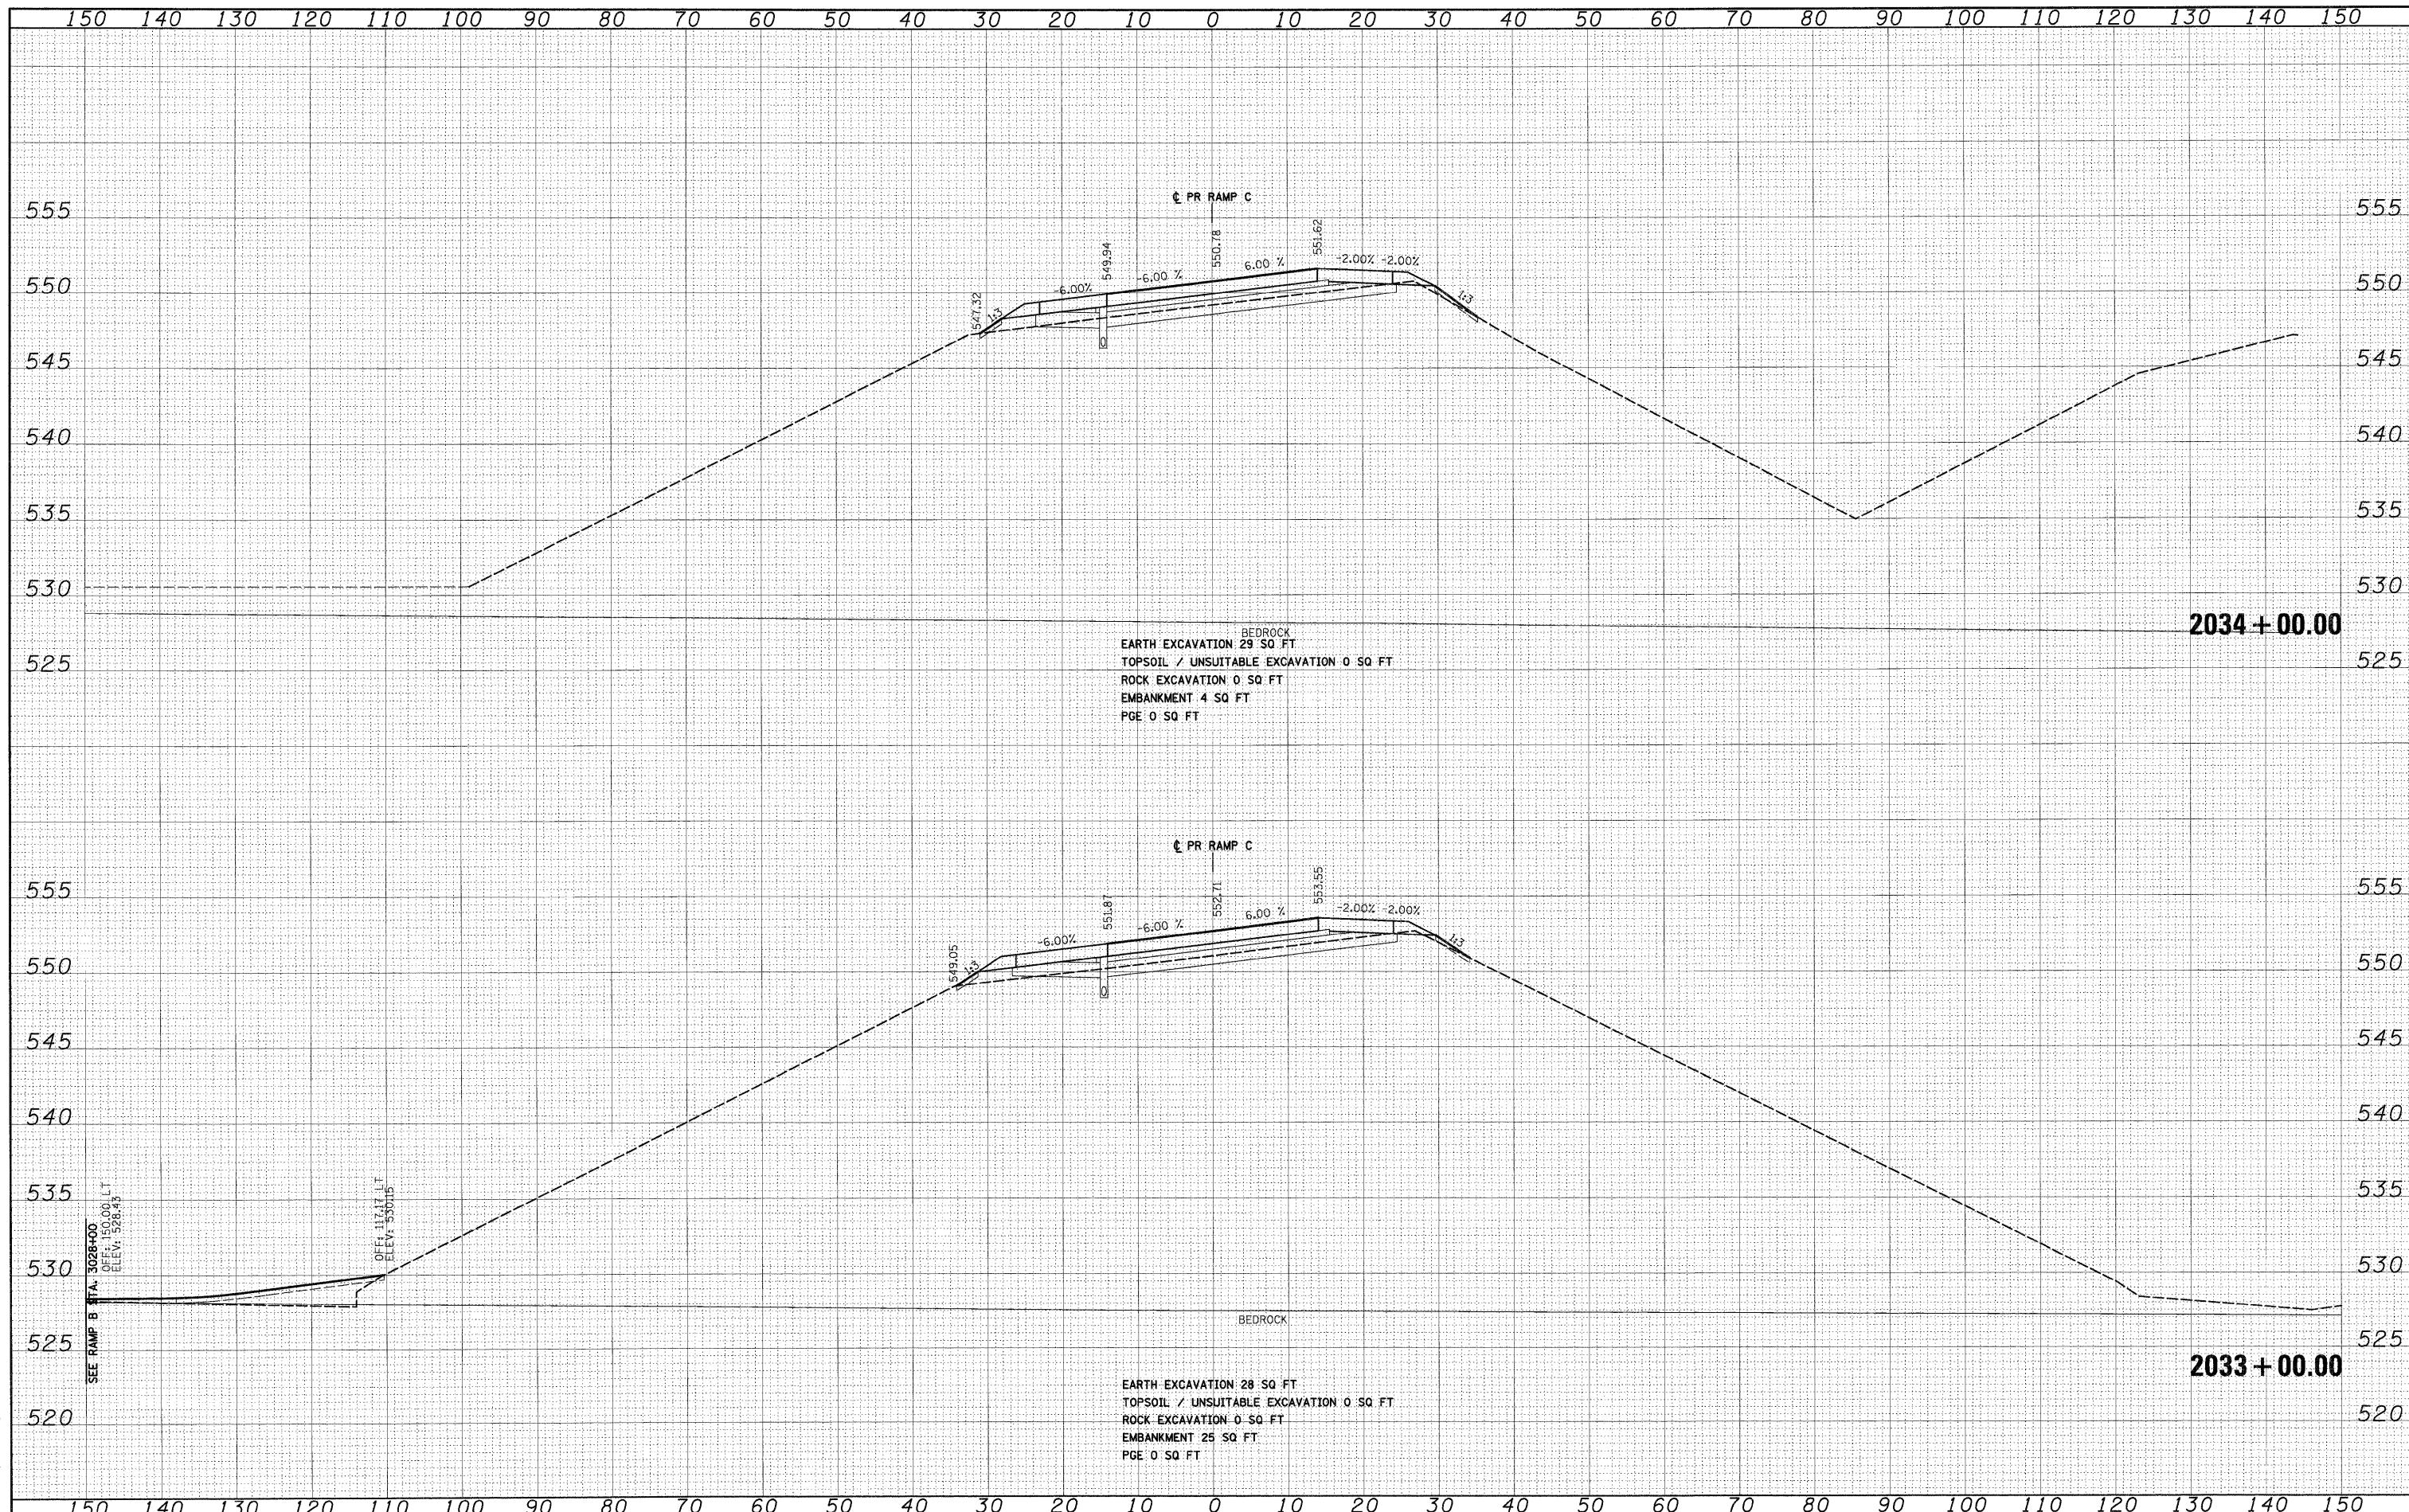 150 140 130 120 110 100 90 80 70 60 50 40 30 20 10 0 10 20 30 40 50 60 70 80 90 100 110 120 130 140 150
℄ PR RAMP C
555 555
547.32 549.94 550.78 551.62
-6.00% -6.00 % 6.00 % -2.00% -2.00%
550 550
1:3 1:3
0
545 545
540 540
535 535
530 530
2034+00.00
BEDROCK
EARTH EXCAVATION 29 SQ FT
525 525
TOPSOIL / UNSUITABLE EXCAVATION 0 SQ FT
ROCK EXCAVATION 0 SQ FT
EMBANKMENT 4 SQ FT
PGE 0 SQ FT
℄ PR RAMP C
555 555
549.05 551.87 552.71 553.55
-6.00% -6.00 % 6.00 % -2.00% -2.00%
1:3 1:3
550 550
0
545 545
540 540
535 535
SEE RAMP B STA. 3028+00
OFF: 150.00 LT
ELEV: 528.43
OFF: 117.17 LT
ELEV: 530.15
530 530
BEDROCK
525 525
2033+00.00
EARTH EXCAVATION 28 SQ FT
TOPSOIL / UNSUITABLE EXCAVATION 0 SQ FT
520 520
ROCK EXCAVATION 0 SQ FT
EMBANKMENT 25 SQ FT
PGE 0 SQ FT
150 140 130 120 110 100 90 80 70 60 50 40 30 20 10 0 10 20 30 40 50 60 70 80 90 100 110 120 130 140 150